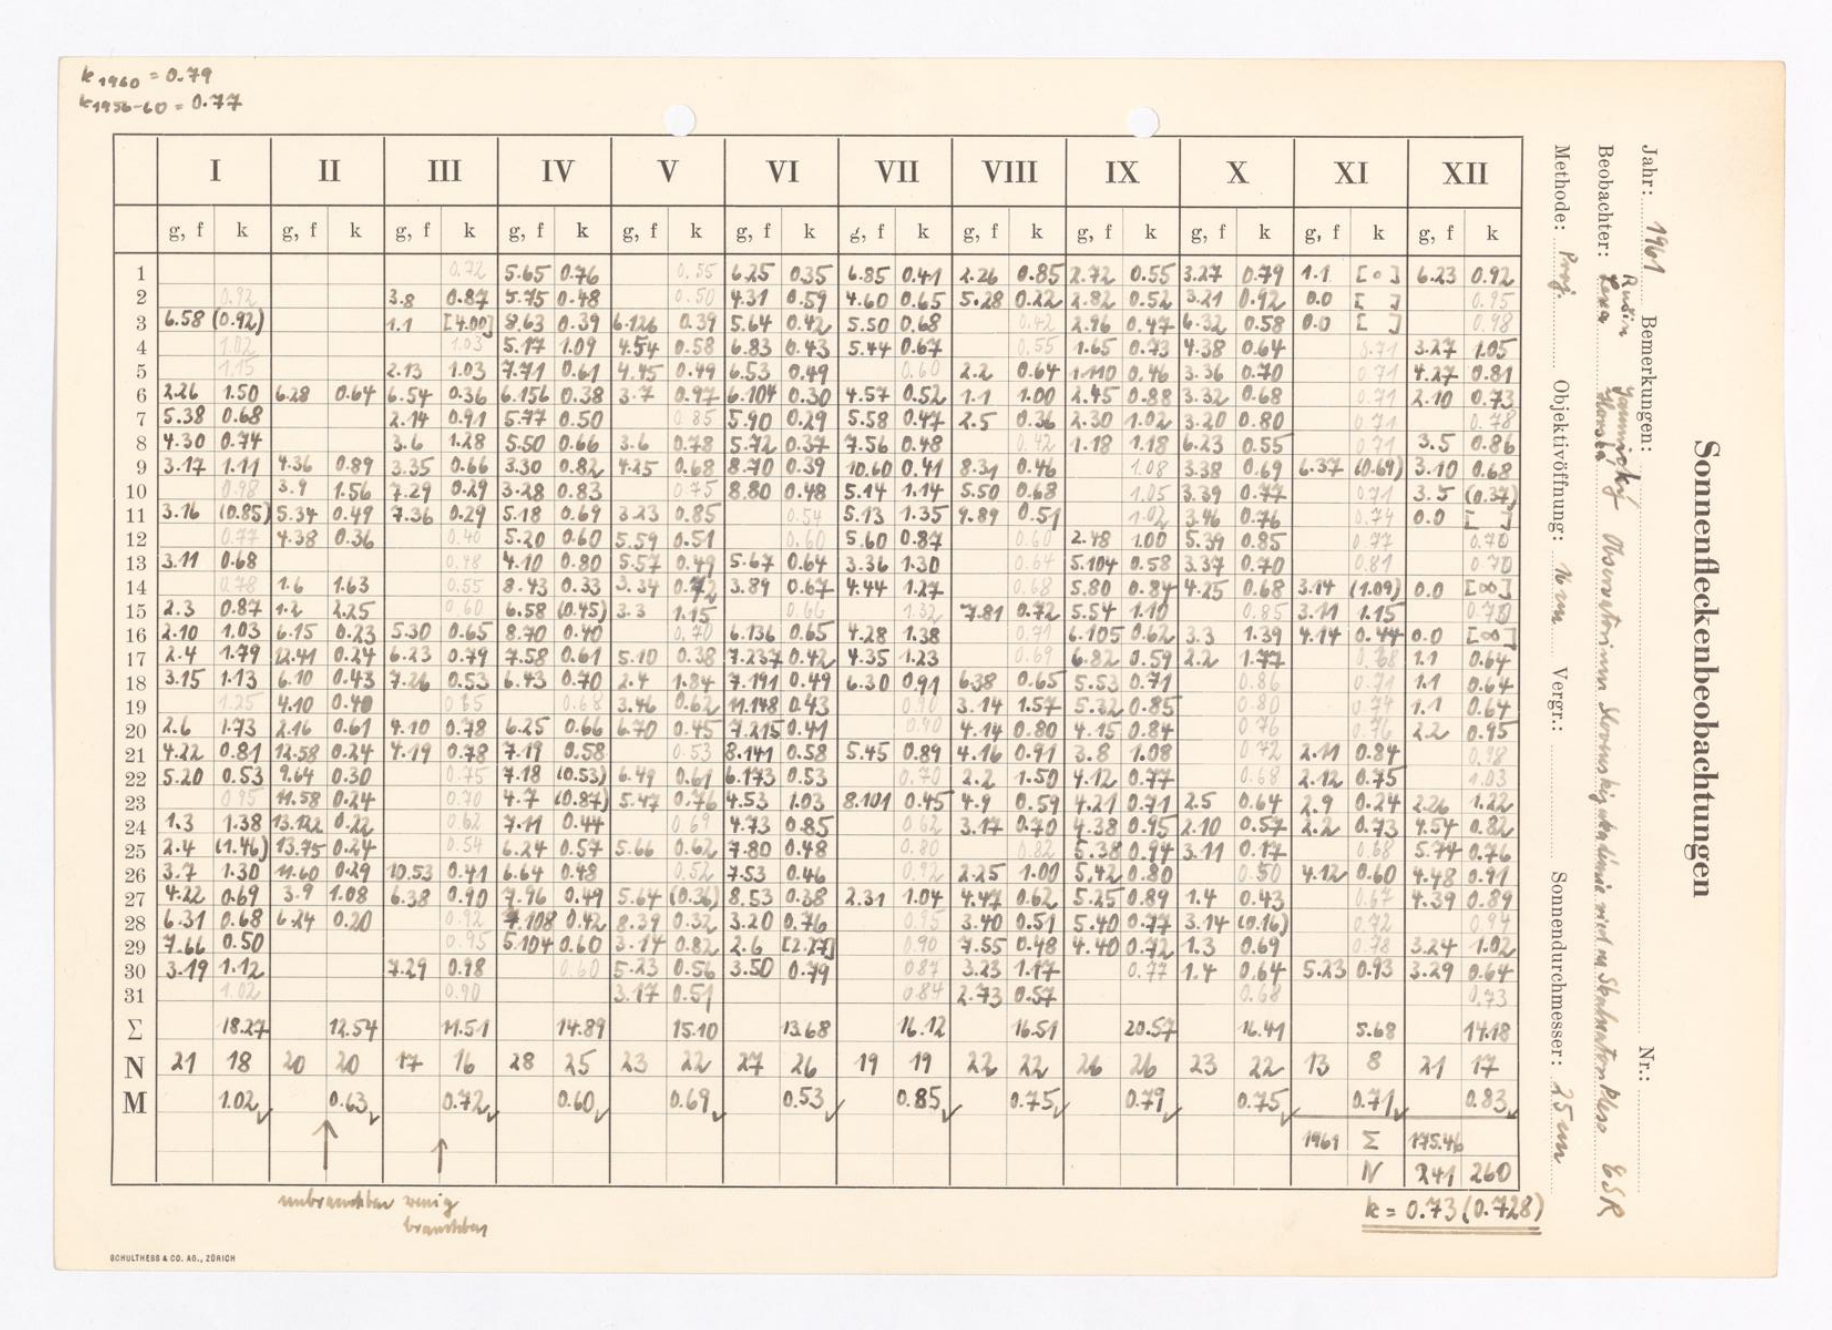 k 1960 = 0.79
k 1956-60 = 0.77
I II III IV V VI VII VIII IX X XI XII
g, f k g, f k g, f k g, f k g, f k g, f k g, f k g, f k g, f k g, f k g, f k g, f k
1 0.72 5.65 0.76 0.55 6.25 0.35 6.85 0.41 2.26 0.85 2.72 0.55 3.27 0.79 1.1 [0] 6.23 0.92
2 0.92 3.8 0.87 5.75 0.48 0.50 4.31 0.59 4.60 0.65 5.28 0.22 2.82 0.52 3.21 0.92 0.0 [ ] 0.95
3 6.58 (0.92) 1.1 [4.00] 8.63 0.39 6.126 0.39 5.64 0.42 5.50 0.68 0.42 2.96 0.47 6.32 0.58 0.0 [ ] 0.98
4 1.02 1.03 5.17 1.09 4.54 0.58 6.83 0.43 5.44 0.67 0.55 1.65 0.73 4.38 0.64 0.71 3.27 1.05
5 1.15 2.13 1.03 7.71 0.61 4.45 0.49 6.53 0.49 0.60 2.2 0.64 1.110 0.46 3.36 0.70 0.71 4.27 0.81
6 2.26 1.50 6.28 0.64 6.54 0.36 6.156 0.38 3.7 0.97 6.104 0.30 4.57 0.52 1.1 1.00 2.45 0.88 3.32 0.68 0.71 2.10 0.73
7 5.38 0.68 2.14 0.91 5.77 0.50 0.85 5.90 0.29 5.58 0.47 2.5 0.36 2.30 1.02 3.20 0.80 0.71 0.78
8 4.30 0.74 3.6 1.28 5.50 0.66 3.6 0.78 5.72 0.37 7.56 0.48 0.42 1.18 1.18 6.23 0.55 0.71 3.5 0.86
9 3.17 1.11 4.36 0.89 3.35 0.66 3.30 0.82 4.25 0.68 8.70 0.39 10.60 0.41 8.31 0.46 1.08 3.38 0.69 6.37 (0.69) 3.10 0.68
10 0.98 3.9 1.56 7.29 0.29 3.28 0.83 0.75 8.80 0.48 5.14 1.14 5.50 0.68 1.05 3.39 0.77 0.71 3.5 (0.37)
11 3.16 (0.85) 5.34 0.49 7.36 0.29 5.18 0.69 3.23 0.85 0.54 5.13 1.35 9.89 0.51 1.02 3.46 0.76 0.74 0.0 [ ]
12 0.77 4.38 0.36 0.40 5.20 0.60 5.59 0.51 0.60 5.60 0.87 0.60 2.48 1.00 5.39 0.85 0.77 0.70
13 3.11 0.68 0.48 4.10 0.80 5.57 0.49 5.67 0.64 3.36 1.30 0.64 5.104 0.58 3.37 0.70 0.81 0.70
14 0.78 1.6 1.63 0.55 8.43 0.33 3.34 0.72 3.89 0.67 4.44 1.27 0.68 5.80 0.84 4.25 0.68 3.14 (1.09) 0.0 [∞]
15 2.3 0.87 1.2 2.25 0.60 6.58 (0.45) 3.3 1.15 0.66 1.32 7.81 0.72 5.54 1.10 0.85 3.11 1.15 0.70
16 2.10 1.03 6.15 0.23 5.30 0.65 8.70 0.40 0.70 6.136 0.65 4.28 1.38 0.71 6.105 0.62 3.3 1.39 4.14 0.44 0.0 [∞]
17 2.4 1.79 12.41 0.24 6.23 0.79 7.58 0.61 5.10 0.38 7.237 0.42 4.35 1.23 0.69 6.82 0.59 2.2 1.77 0.68 1.1 0.64
18 3.15 1.13 6.10 0.43 7.26 0.53 6.43 0.70 2.4 1.84 7.191 0.49 6.30 0.91 6.38 0.65 5.53 0.71 0.86 0.71 1.1 0.64
19 1.25 4.10 0.40 0.65 0.68 3.46 0.62 11.148 0.43 0.90 3.14 1.57 5.32 0.85 0.80 0.74 1.1 0.64
20 2.6 1.73 2.16 0.61 4.10 0.78 6.25 0.66 6.70 0.45 7.215 0.41 0.90 4.14 0.80 4.15 0.84 0.76 0.76 2.2 0.95
21 4.22 0.81 12.58 0.24 4.19 0.78 7.19 0.58 0.53 8.141 0.58 5.45 0.89 4.16 0.91 3.8 1.08 0.72 2.11 0.84 0.98
22 5.20 0.53 9.64 0.30 0.75 7.18 (0.53) 6.49 0.61 6.173 0.53 0.70 2.2 1.50 4.12 0.77 0.68 2.12 0.75 1.03
23 0.95 11.58 0.24 0.70 4.7 (0.87) 5.47 0.76 4.53 1.03 8.101 0.45 4.9 0.59 4.21 0.71 2.5 0.64 2.9 0.24 2.26 1.22
24 1.3 1.38 13.122 0.22 0.62 7.11 0.44 0.69 4.73 0.85 0.62 3.17 0.70 4.38 0.95 2.10 0.57 2.2 0.73 4.54 0.82
25 2.4 (1.46) 13.75 0.24 0.54 6.24 0.57 5.66 0.62 7.80 0.48 0.80 0.82 5.38 0.94 3.11 0.17 0.68 5.74 0.76
26 3.7 1.30 11.60 0.29 10.53 0.41 6.64 0.48 0.52 7.53 0.46 0.92 2.25 1.00 5.42 0.80 0.50 4.12 0.60 4.48 0.91
27 4.22 0.69 3.9 1.08 6.38 0.90 7.96 0.49 5.64 (0.36) 8.53 0.38 2.31 1.04 4.47 0.62 5.25 0.89 1.4 0.43 0.67 4.39 0.89
28 6.31 0.68 6.24 0.20 0.92 7.108 0.42 8.39 0.32 3.20 0.76 0.95 3.40 0.51 5.40 0.77 3.14 (0.16) 0.72 0.94
29 7.66 0.50 0.95 5.104 0.60 3.14 0.82 2.6 [2.27] 0.90 7.55 0.48 4.40 0.72 1.3 0.69 0.78 3.24 1.02
30 3.19 1.12 7.29 0.98 0.60 5.23 0.56 3.50 0.79 0.87 3.23 1.17 0.77 1.4 0.64 5.23 0.93 3.29 0.64
31 1.02 0.90 3.17 0.51 0.84 2.73 0.57 0.68 0.73
Σ 18.27 12.54 11.51 14.89 15.10 13.68 16.12 16.51 20.57 16.41 5.68 14.18
N 21 18 20 20 17 16 28 25 23 22 27 26 19 19 22 22 26 26 23 22 13 8 21 17
M 1.02 0.63 0.72 0.60 0.69 0.53 0.85 0.75 0.79 0.75 0.71 0.83
1961 Σ 175.46
N 241 260
k = 0.73 (0.728)
unbrauchbar wenig
brauchbar
SCHULTHESS & CO. AG., ZÜRICH
Sonnenfleckenbeobachtungen
Jahr: 1961 Bemerkungen: Nr.:
Beobachter: Rušin
Methode: Proj. Objektivöffnung: 16 cm Vergr.: Sonnendurchmesser: 25 cm